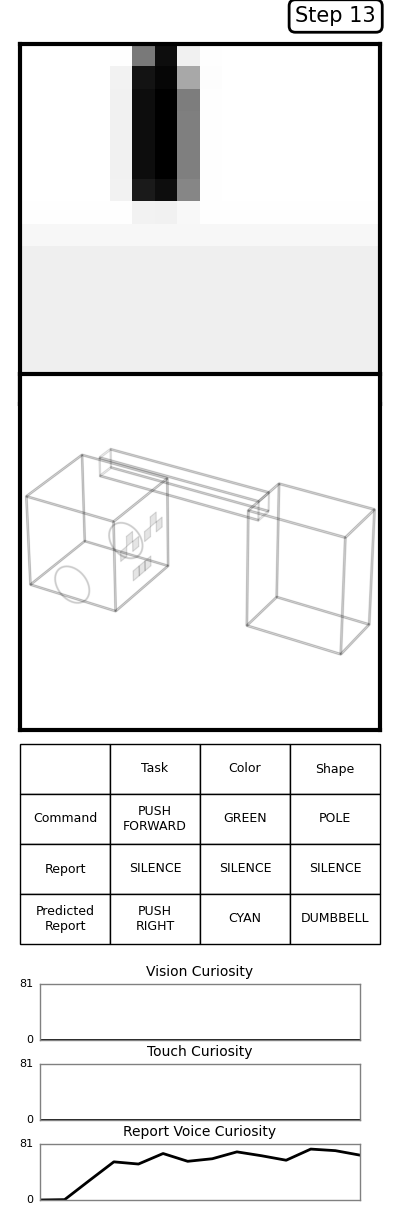 Step 13
Task Color Shape
Command PUSH FORWARD GREEN POLE
Report SILENCE SILENCE SILENCE
Predicted Report PUSH RIGHT CYAN DUMBBELL
Vision Curiosity
81
0
Touch Curiosity
81
0
Report Voice Curiosity
81
0